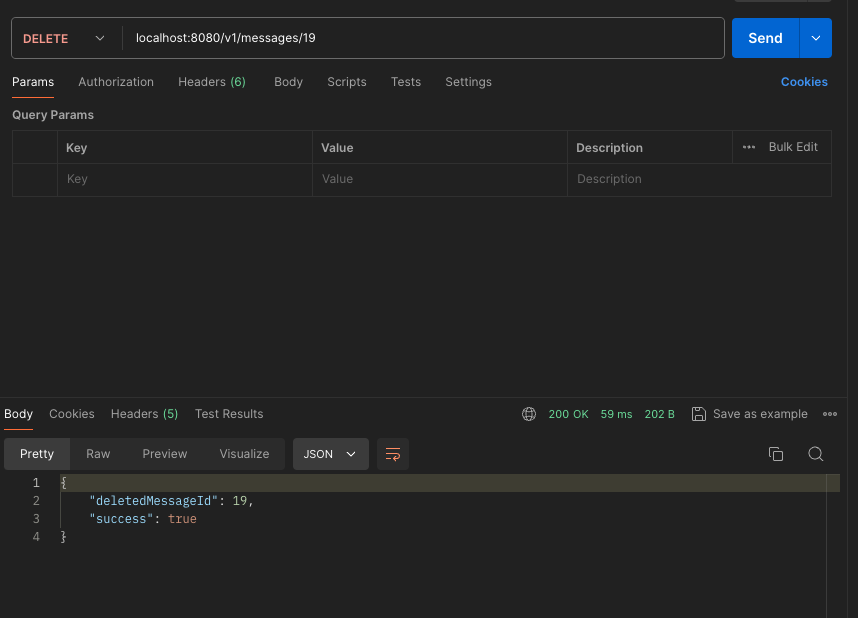 DELETE localhost:8080/v1/messages/19 Send
Params Authorization Headers (6) Body Scripts Tests Settings Cookies
Query Params
Key Value Description ••• Bulk Edit
Key Value Description
Body Cookies Headers (5) Test Results 200 OK 59 ms 202 B Save as example
Pretty Raw Preview Visualize JSON
1 {
2 "deletedMessageId": 19,
3 "success": true
4 }